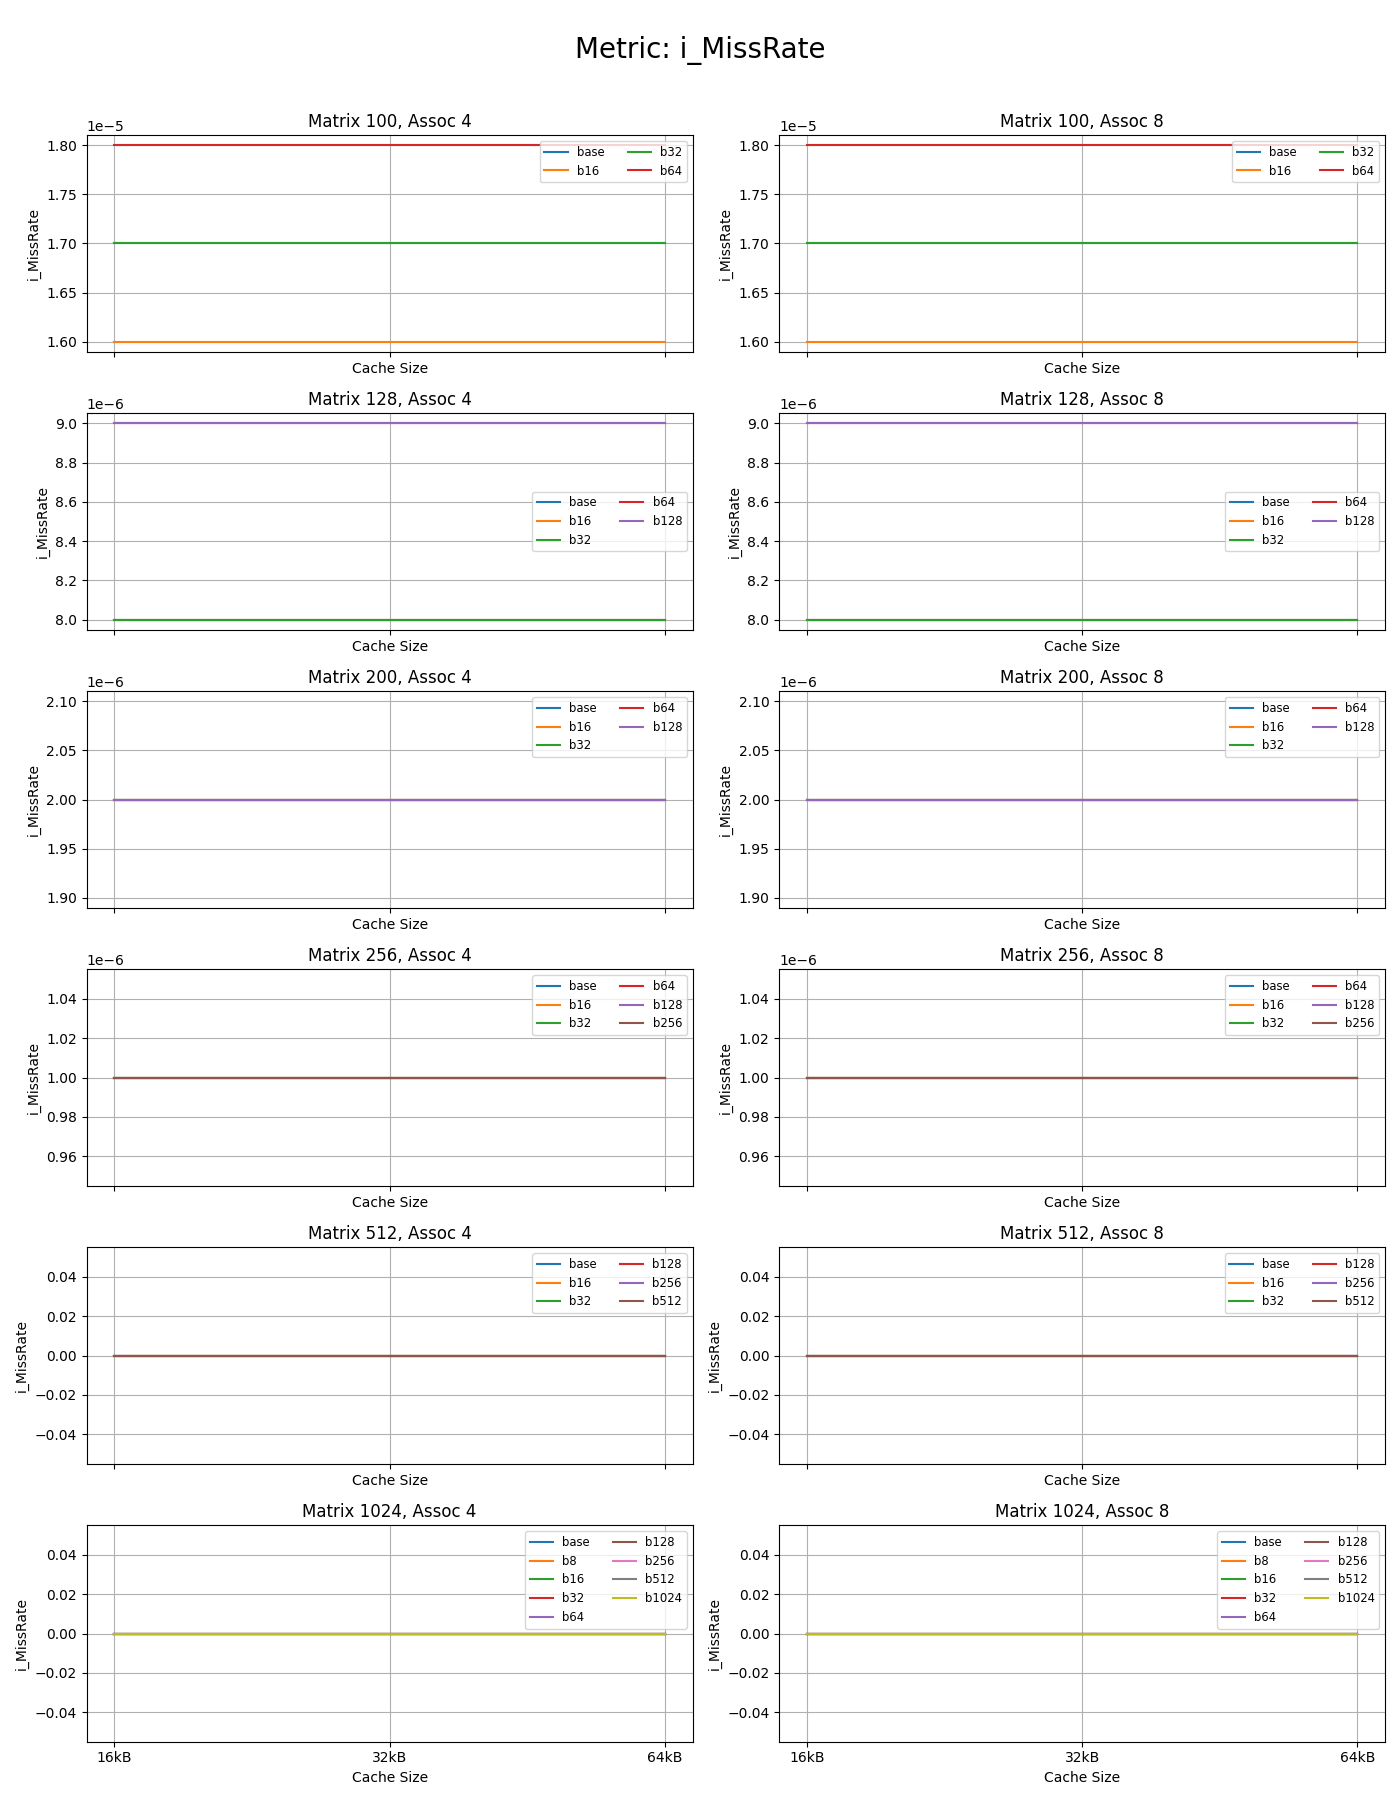 Metric: i_MissRate
Matrix 100, Assoc 4
1e−5
1.80
1.75
1.70
1.65
1.60
i_MissRate
base b32
b16 b64
Cache Size
Matrix 100, Assoc 8
1e−5
1.80
1.75
1.70
1.65
1.60
i_MissRate
base b32
b16 b64
Cache Size
Matrix 128, Assoc 4
1e−6
9.0
8.8
8.6
8.4
8.2
8.0
i_MissRate
base b64
b16 b128
b32
Cache Size
Matrix 128, Assoc 8
1e−6
9.0
8.8
8.6
8.4
8.2
8.0
i_MissRate
base b64
b16 b128
b32
Cache Size
Matrix 200, Assoc 4
1e−6
2.10
2.05
2.00
1.95
1.90
i_MissRate
base b64
b16 b128
b32
Cache Size
Matrix 200, Assoc 8
1e−6
2.10
2.05
2.00
1.95
1.90
i_MissRate
base b64
b16 b128
b32
Cache Size
Matrix 256, Assoc 4
1e−6
1.04
1.02
1.00
0.98
0.96
i_MissRate
base b64
b16 b128
b32 b256
Cache Size
Matrix 256, Assoc 8
1e−6
1.04
1.02
1.00
0.98
0.96
i_MissRate
base b64
b16 b128
b32 b256
Cache Size
Matrix 512, Assoc 4
0.04
0.02
0.00
−0.02
−0.04
i_MissRate
base b128
b16 b256
b32 b512
Cache Size
Matrix 512, Assoc 8
0.04
0.02
0.00
−0.02
−0.04
i_MissRate
base b128
b16 b256
b32 b512
Cache Size
Matrix 1024, Assoc 4
0.04
0.02
0.00
−0.02
−0.04
i_MissRate
base b128
b8 b256
b16 b512
b32 b1024
b64
16kB 32kB 64kB
Cache Size
Matrix 1024, Assoc 8
0.04
0.02
0.00
−0.02
−0.04
i_MissRate
base b128
b8 b256
b16 b512
b32 b1024
b64
16kB 32kB 64kB
Cache Size